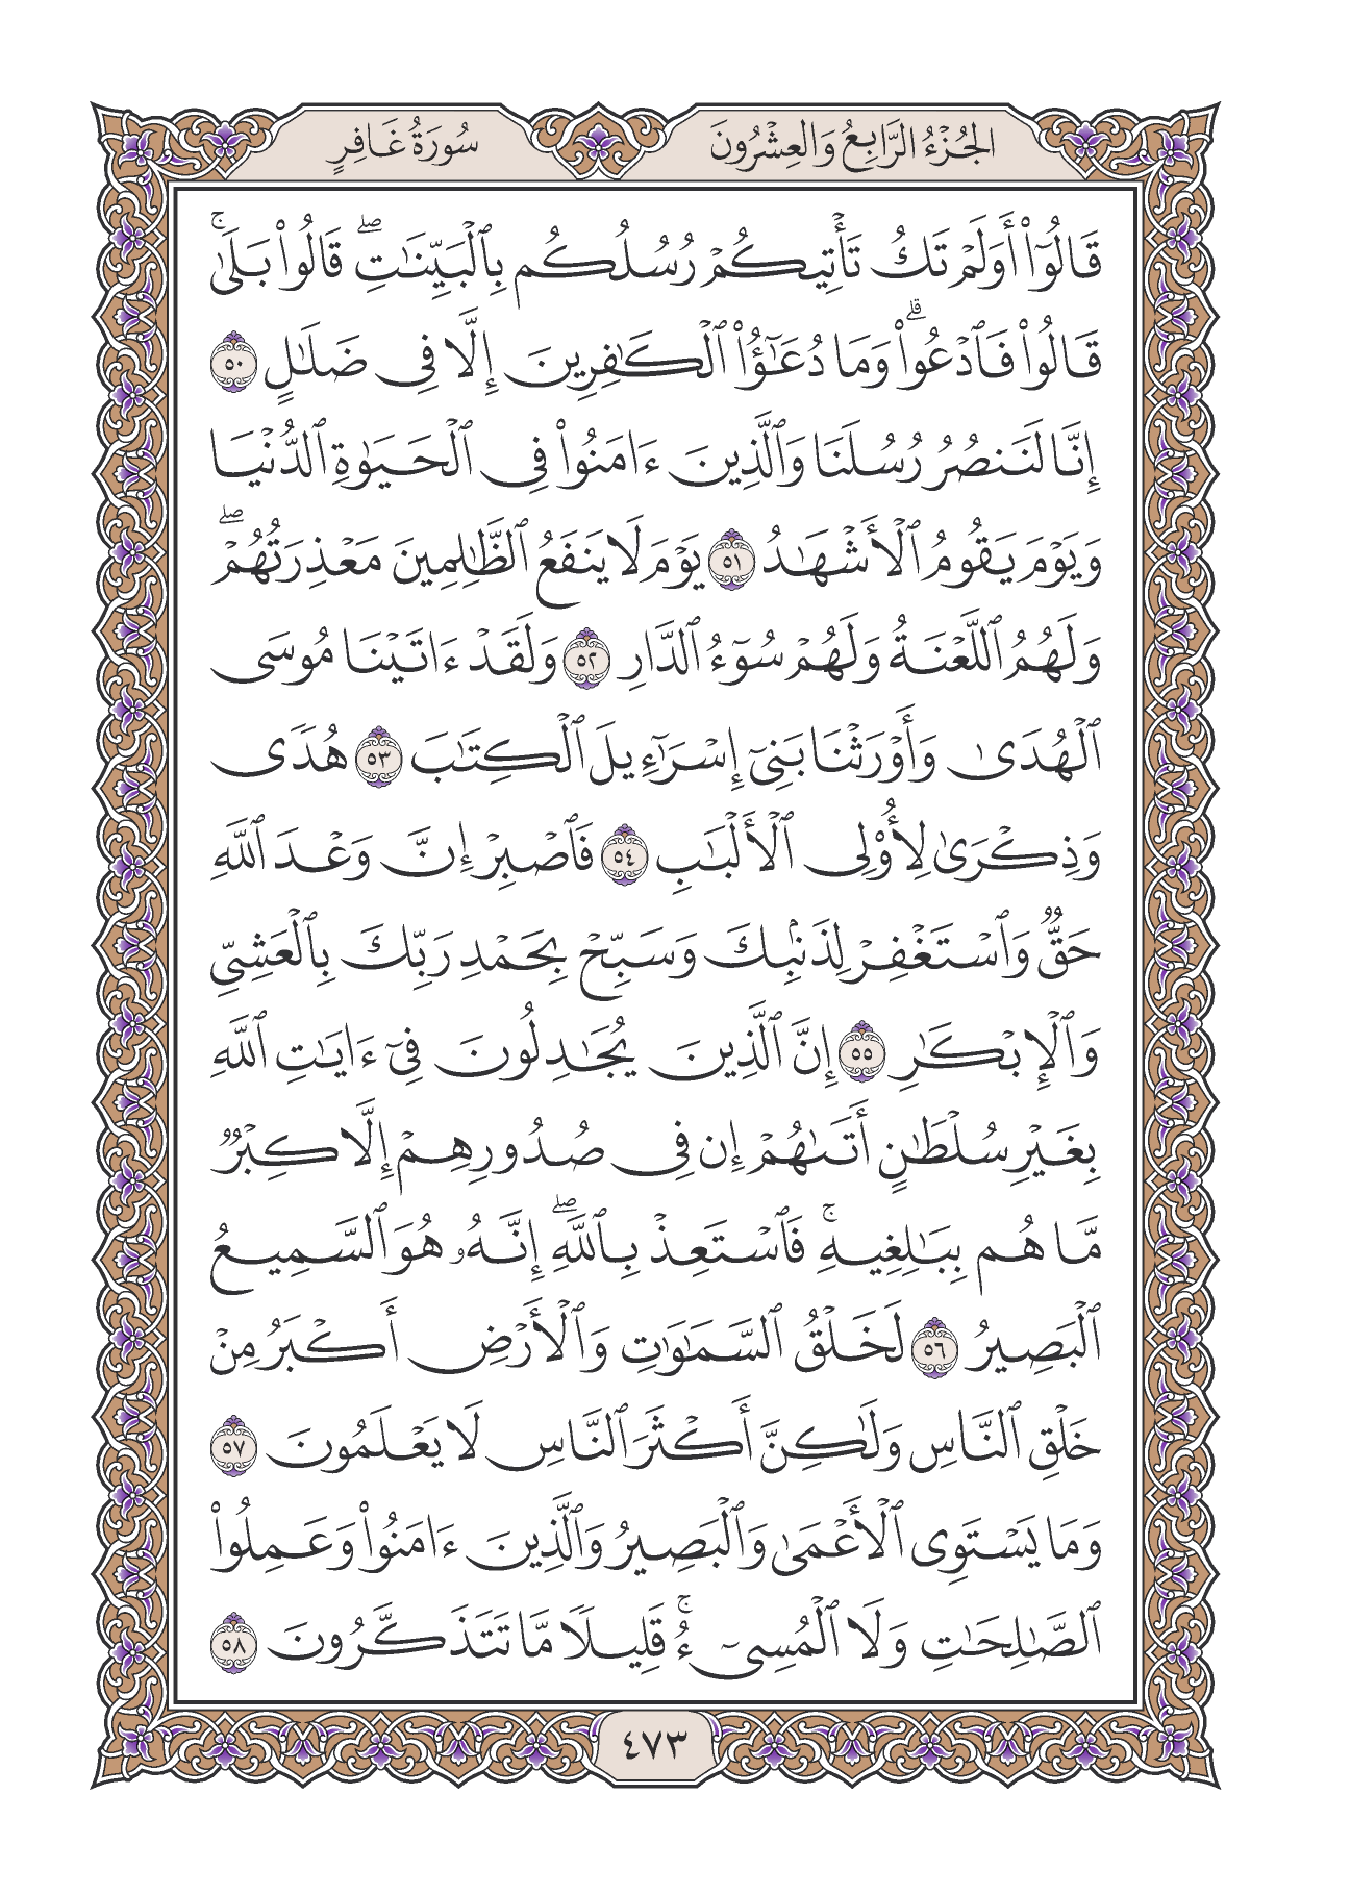 الجُزْءُ الرَّابِعُ وَالعِشْرُونَ
سُورَةُ غَافِرٍ
قَالُوٓا۟ أَوَلَمْ تَكُ تَأْتِيكُمْ رُسُلُكُم بِٱلْبَيِّنَـٰتِ ۖ قَالُوا۟ بَلَىٰ ۚ
قَالُوا۟ فَٱدْعُوا۟ ۗ وَمَا دُعَـٰٓؤُا۟ ٱلْكَـٰفِرِينَ إِلَّا فِى ضَلَـٰلٍ ٥٠
إِنَّا لَنَنصُرُ رُسُلَنَا وَٱلَّذِينَ ءَامَنُوا۟ فِى ٱلْحَيَوٰةِ ٱلدُّنْيَا
وَيَوْمَ يَقُومُ ٱلْأَشْهَـٰدُ ٥١ يَوْمَ لَا يَنفَعُ ٱلظَّـٰلِمِينَ مَعْذِرَتُهُمْ ۖ
وَلَهُمُ ٱللَّعْنَةُ وَلَهُمْ سُوٓءُ ٱلدَّارِ ٥٢ وَلَقَدْ ءَاتَيْنَا مُوسَى
ٱلْهُدَىٰ وَأَوْرَثْنَا بَنِىٓ إِسْرَٰٓءِيلَ ٱلْكِتَـٰبَ ٥٣ هُدًى
وَذِكْرَىٰ لِأُو۟لِى ٱلْأَلْبَـٰبِ ٥٤ فَٱصْبِرْ إِنَّ وَعْدَ ٱللَّهِ
حَقٌّ وَٱسْتَغْفِرْ لِذَنۢبِكَ وَسَبِّحْ بِحَمْدِ رَبِّكَ بِٱلْعَشِىِّ
وَٱلْإِبْكَـٰرِ ٥٥ إِنَّ ٱلَّذِينَ يُجَـٰدِلُونَ فِىٓ ءَايَـٰتِ ٱللَّهِ
بِغَيْرِ سُلْطَـٰنٍ أَتَىٰهُمْ إِن فِى صُدُورِهِمْ إِلَّا كِبْرٌ
مَّا هُم بِبَـٰلِغِيهِ ۚ فَٱسْتَعِذْ بِٱللَّهِ ۖ إِنَّهُۥ هُوَ ٱلسَّمِيعُ
ٱلْبَصِيرُ ٥٦ لَخَلْقُ ٱلسَّمَـٰوَٰتِ وَٱلْأَرْضِ أَكْبَرُ مِنْ
خَلْقِ ٱلنَّاسِ وَلَـٰكِنَّ أَكْثَرَ ٱلنَّاسِ لَا يَعْلَمُونَ ٥٧
وَمَا يَسْتَوِى ٱلْأَعْمَىٰ وَٱلْبَصِيرُ وَٱلَّذِينَ ءَامَنُوا۟ وَعَمِلُوا۟
ٱلصَّـٰلِحَـٰتِ وَلَا ٱلْمُسِىٓءُ ۚ قَلِيلًا مَّا تَتَذَكَّرُونَ ٥٨
٤٧٣